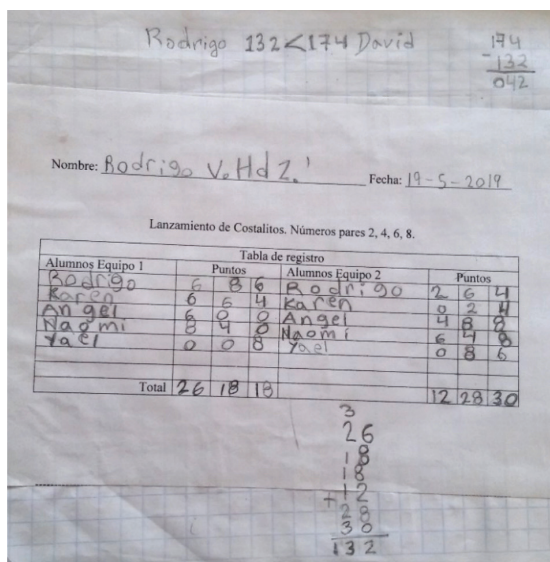 Rodrigo 132<174 David
174
-132
042
Nombre: Rodrigo V. Hdz.
Fecha: 19-5-2019
Lanzamiento de Costalitos. Números pares 2, 4, 6, 8.
Tabla de registro
Alumnos Equipo 1 Puntos Alumnos Equipo 2 Puntos
Rodrigo 6 8 6 Rodrigo 2 6 4
Karen 6 6 4 Karen 0 2 4
Angel 6 0 0 Angel 4 8 8
Naomi 8 4 0 Naomi 6 4 8
Yael 0 0 8 Yael 0 8 6
Total 26 18 18 12 28 30
3
26
18
18
+12
28
30
132